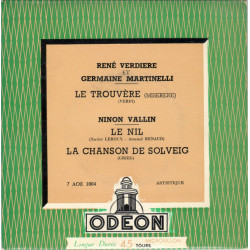 RENÉ VERDIERE
ET
GERMAINE MARTINELLI
LE TROUVÈRE (MISERERE)
(VERDI)
NINON VALLIN
LE NIL
(Xavier LEROUX - Armand RENAUD)
LA CHANSON DE SOLVEIG
(GRIEG)
7 AOE 1004 ARTISTIQUE
ODEON
Longue Durée 45 TOURS